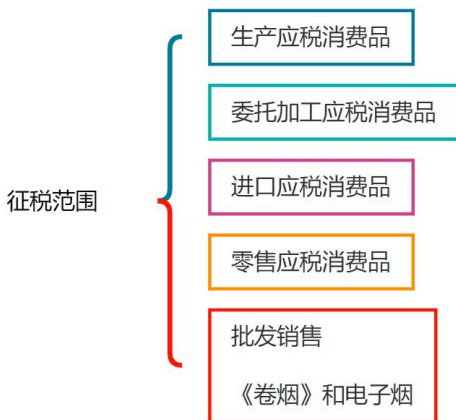 征税范围
生产应税消费品
委托加工应税消费品
进口应税消费品
零售应税消费品
批发销售
《卷烟》和电子烟